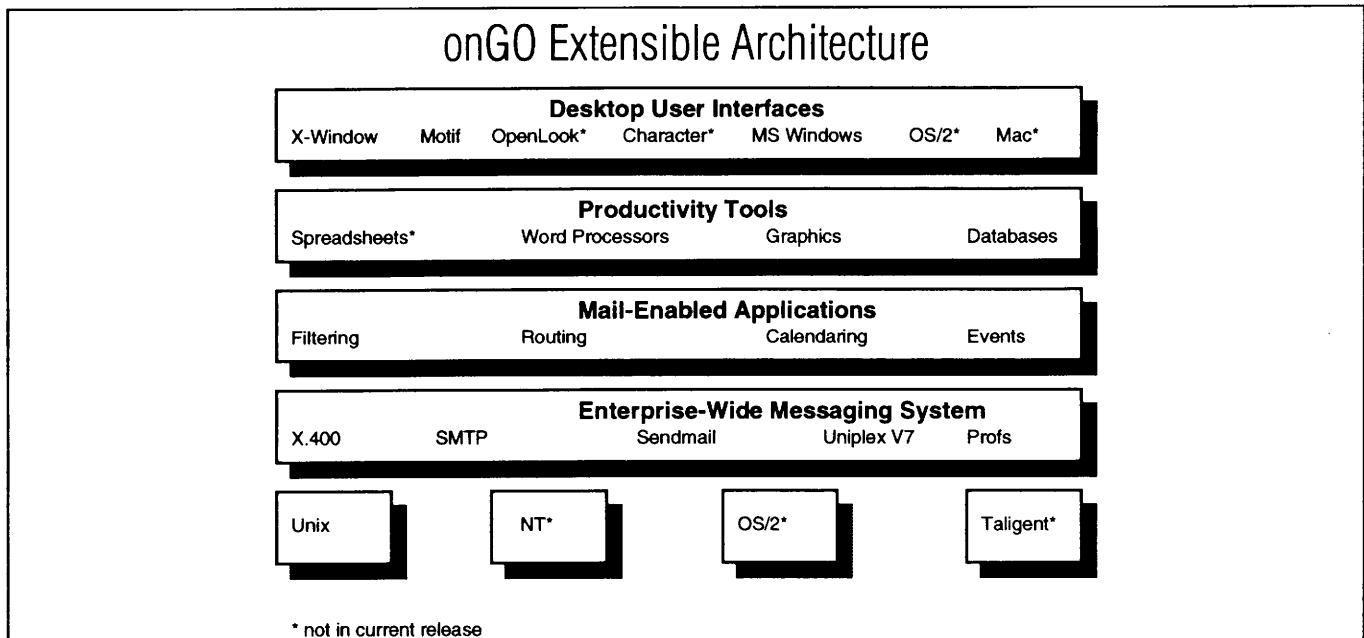 onGO Extensible Architecture
Desktop User Interfaces
X-Window Motif OpenLook* Character* MS Windows OS/2* Mac*
Productivity Tools
Spreadsheets* Word Processors Graphics Databases
Mail-Enabled Applications
Filtering Routing Calendaring Events
Enterprise-Wide Messaging System
X.400 SMTP Sendmail Uniplex V7 Profs
Unix NT* OS/2* Taligent*
* not in current release